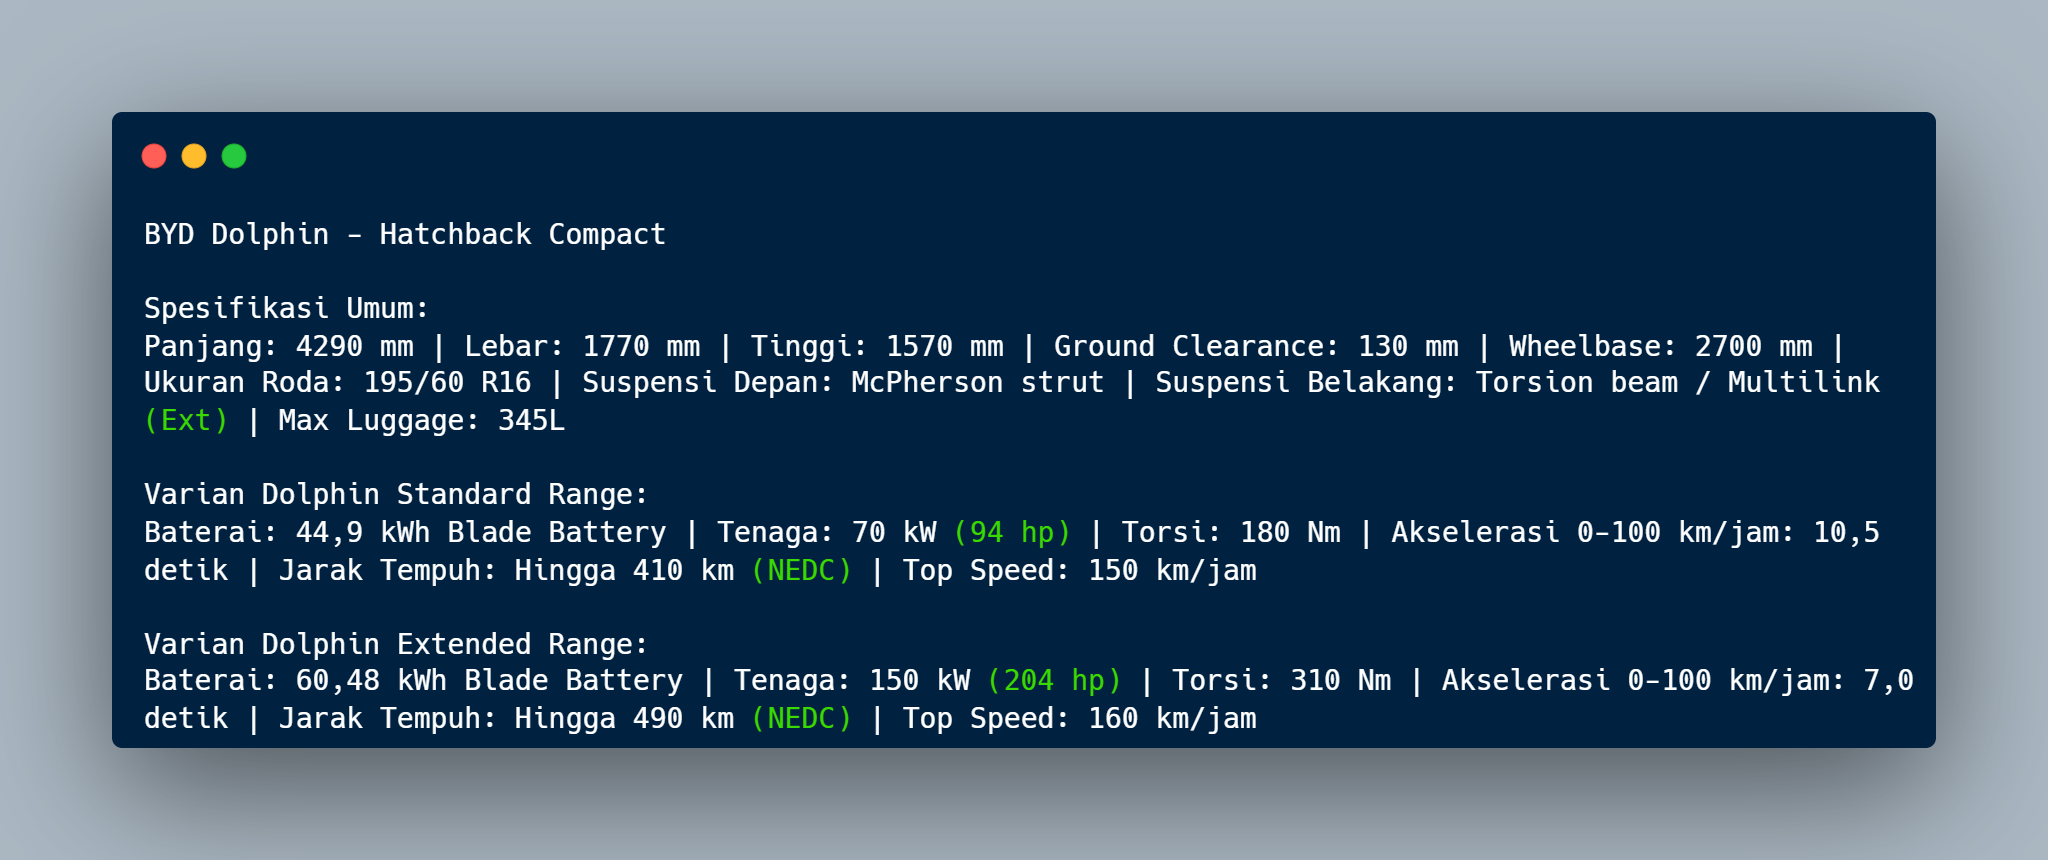 BYD Dolphin - Hatchback Compact
Spesifikasi Umum:
Panjang: 4290 mm | Lebar: 1770 mm | Tinggi: 1570 mm | Ground Clearance: 130 mm | Wheelbase: 2700 mm |
Ukuran Roda: 195/60 R16 | Suspensi Depan: McPherson strut | Suspensi Belakang: Torsion beam / Multilink
(Ext) | Max Luggage: 345L
Varian Dolphin Standard Range:
Baterai: 44,9 kWh Blade Battery | Tenaga: 70 kW (94 hp) | Torsi: 180 Nm | Akselerasi 0-100 km/jam: 10,5
detik | Jarak Tempuh: Hingga 410 km (NEDC) | Top Speed: 150 km/jam
Varian Dolphin Extended Range:
Baterai: 60,48 kWh Blade Battery | Tenaga: 150 kW (204 hp) | Torsi: 310 Nm | Akselerasi 0-100 km/jam: 7,0
detik | Jarak Tempuh: Hingga 490 km (NEDC) | Top Speed: 160 km/jam